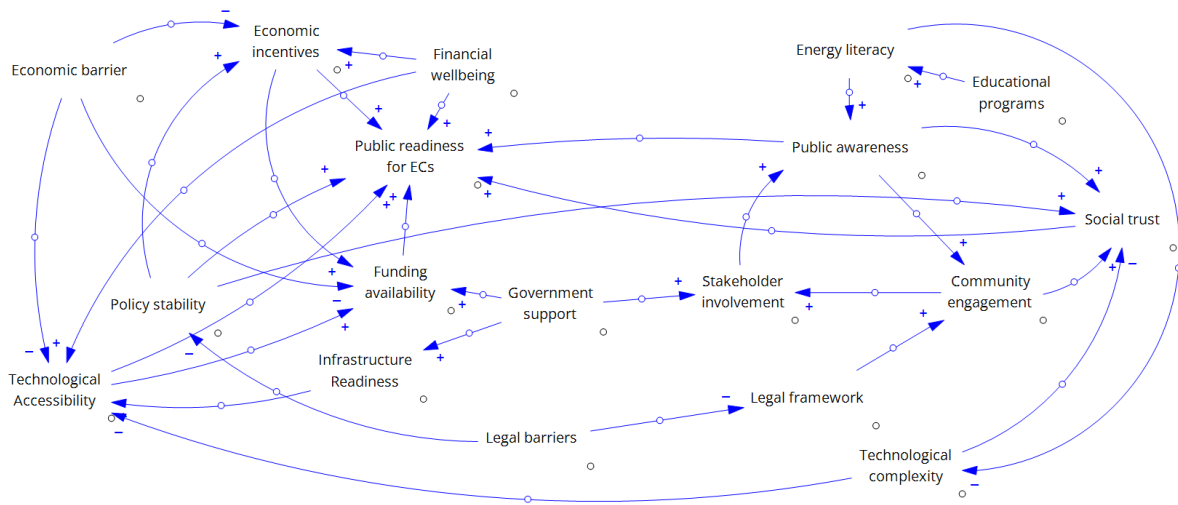 Economic
incentives
Economic barrier
Financial
wellbeing
Energy literacy
Educational
programs
Public readiness
for ECs
Public awareness
Social trust
Policy stability
Funding
availability
Government
support
Stakeholder
involvement
Community
engagement
Infrastructure
Readiness
Technological
Accessibility
Legal framework
Legal barriers
Technological
complexity